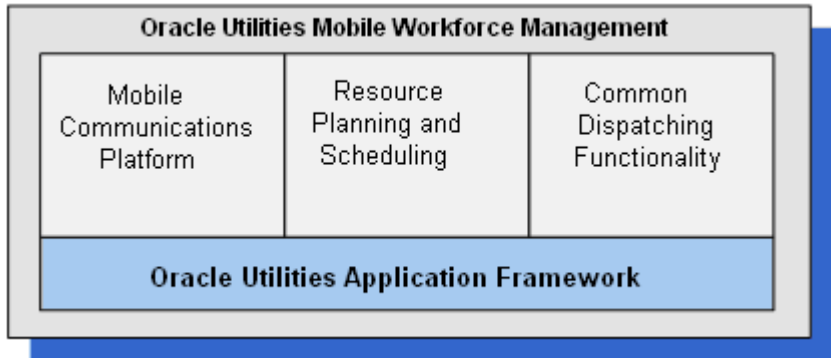 Oracle Utilities Mobile Workforce Management
Mobile
Communications
Platform
Resource
Planning and
Scheduling
Common
Dispatching
Functionality
Oracle Utilities Application Framework